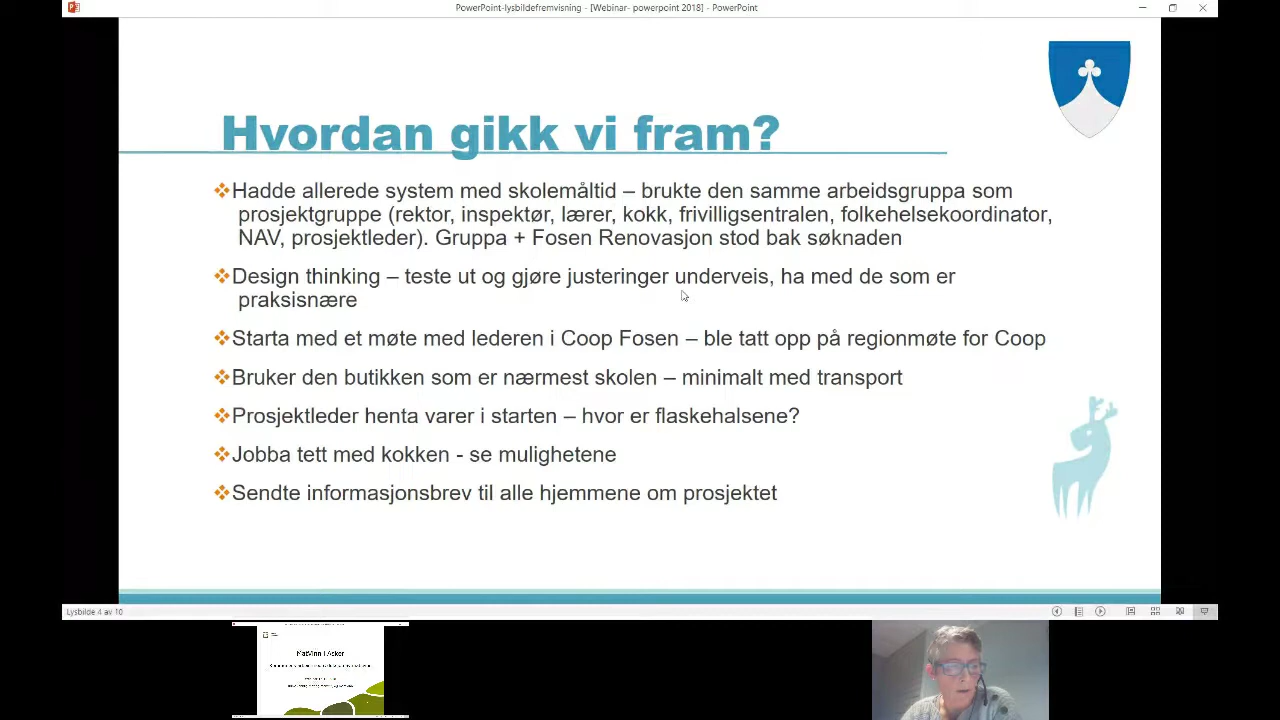 PowerPoint-lysbildefremvisning - [Webinar- powerpoint 2018] - PowerPoint
Hvordan gikk vi fram?
Hadde allerede system med skolemåltid – brukte den samme arbeidsgruppa som
prosjektgruppe (rektor, inspektør, lærer, kokk, frivilligsentralen, folkehelsekoordinator,
NAV, prosjektleder). Gruppa + Fosen Renovasjon stod bak søknaden
Design thinking – teste ut og gjøre justeringer underveis, ha med de som er
praksisnære
Starta med et møte med lederen i Coop Fosen – ble tatt opp på regionmøte for Coop
Bruker den butikken som er nærmest skolen – minimalt med transport
Prosjektleder henta varer i starten – hvor er flaskehalsene?
Jobba tett med kokken - se mulighetene
Sendte informasjonsbrev til alle hjemmene om prosjektet
Lysbilde 4 av 10
MatVinn i Asker